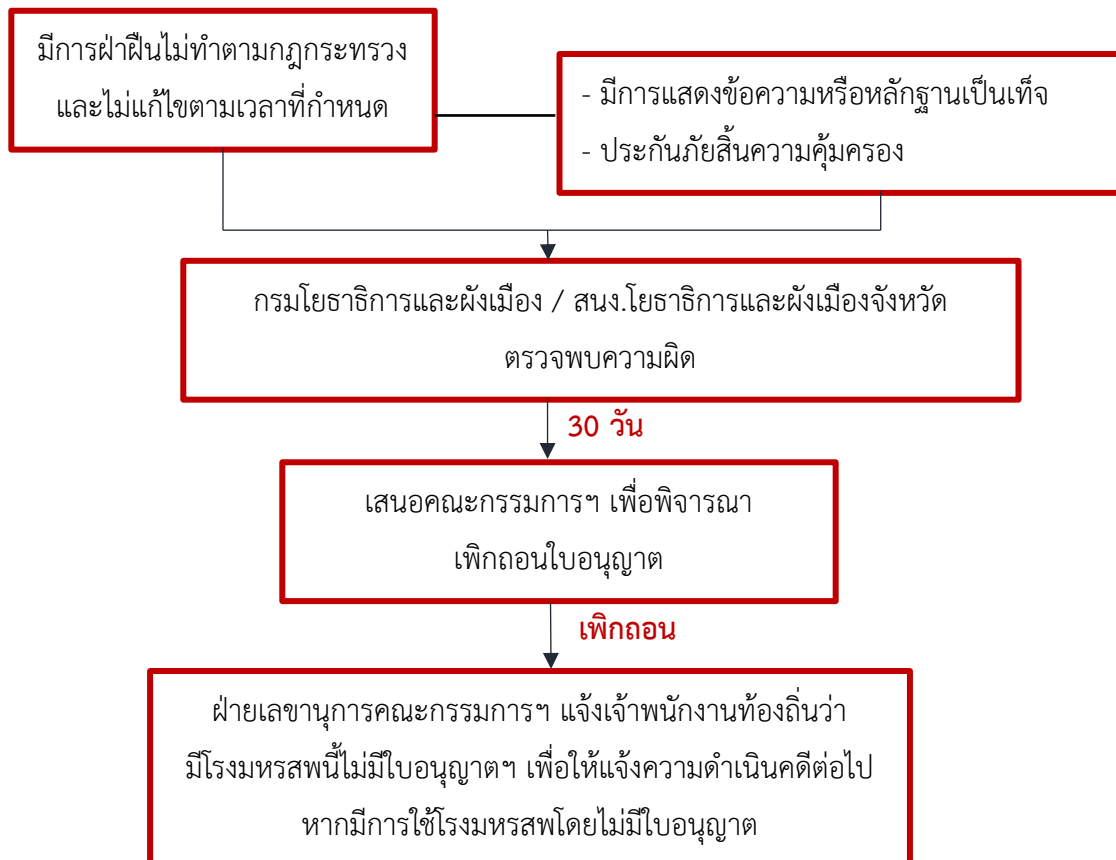 มีการฝ่าฝืนไม่ทำตามกฎกระทรวง
และไม่แก้ไขตามเวลาที่กำหนด
- มีการแสดงข้อความหรือหลักฐานเป็นเท็จ
- ประกันภัยสิ้นความคุ้มครอง
กรมโยธาธิการและผังเมือง / สนง.โยธาธิการและผังเมืองจังหวัด
ตรวจพบความผิด
30 วัน
เสนอคณะกรรมการฯ เพื่อพิจารณา
เพิกถอนใบอนุญาต
เพิกถอน
ฝ่ายเลขานุการคณะกรรมการฯ แจ้งเจ้าพนักงานท้องถิ่นว่า
มีโรงมหรสพนี้ไม่มีใบอนุญาตฯ เพื่อให้แจ้งความดำเนินคดีต่อไป
หากมีการใช้โรงมหรสพโดยไม่มีใบอนุญาต